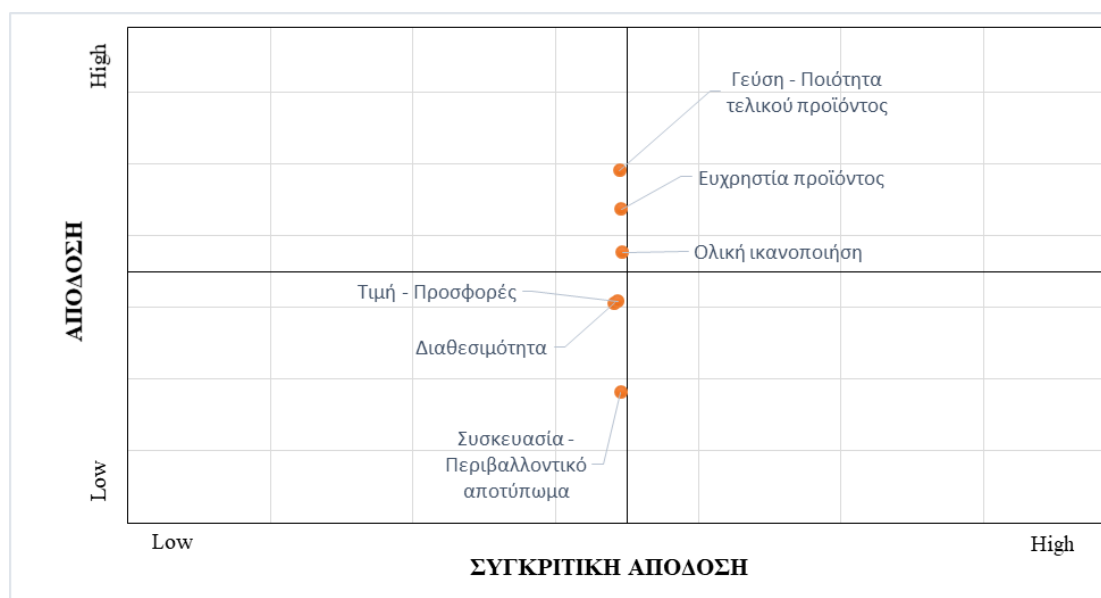 High
Γεύση - Ποιότητα
τελικού προϊόντος
Ευχρηστία προϊόντος
Ολική ικανοποιήση
ΑΠΟΔΟΣΗ
Τιμή - Προσφορές
Διαθεσιμότητα
Συσκευασία -
Περιβαλλοντικό
αποτύπωμα
Low
Low
High
ΣΥΓΚΡΙΤΙΚΗ ΑΠΟΔΟΣΗ